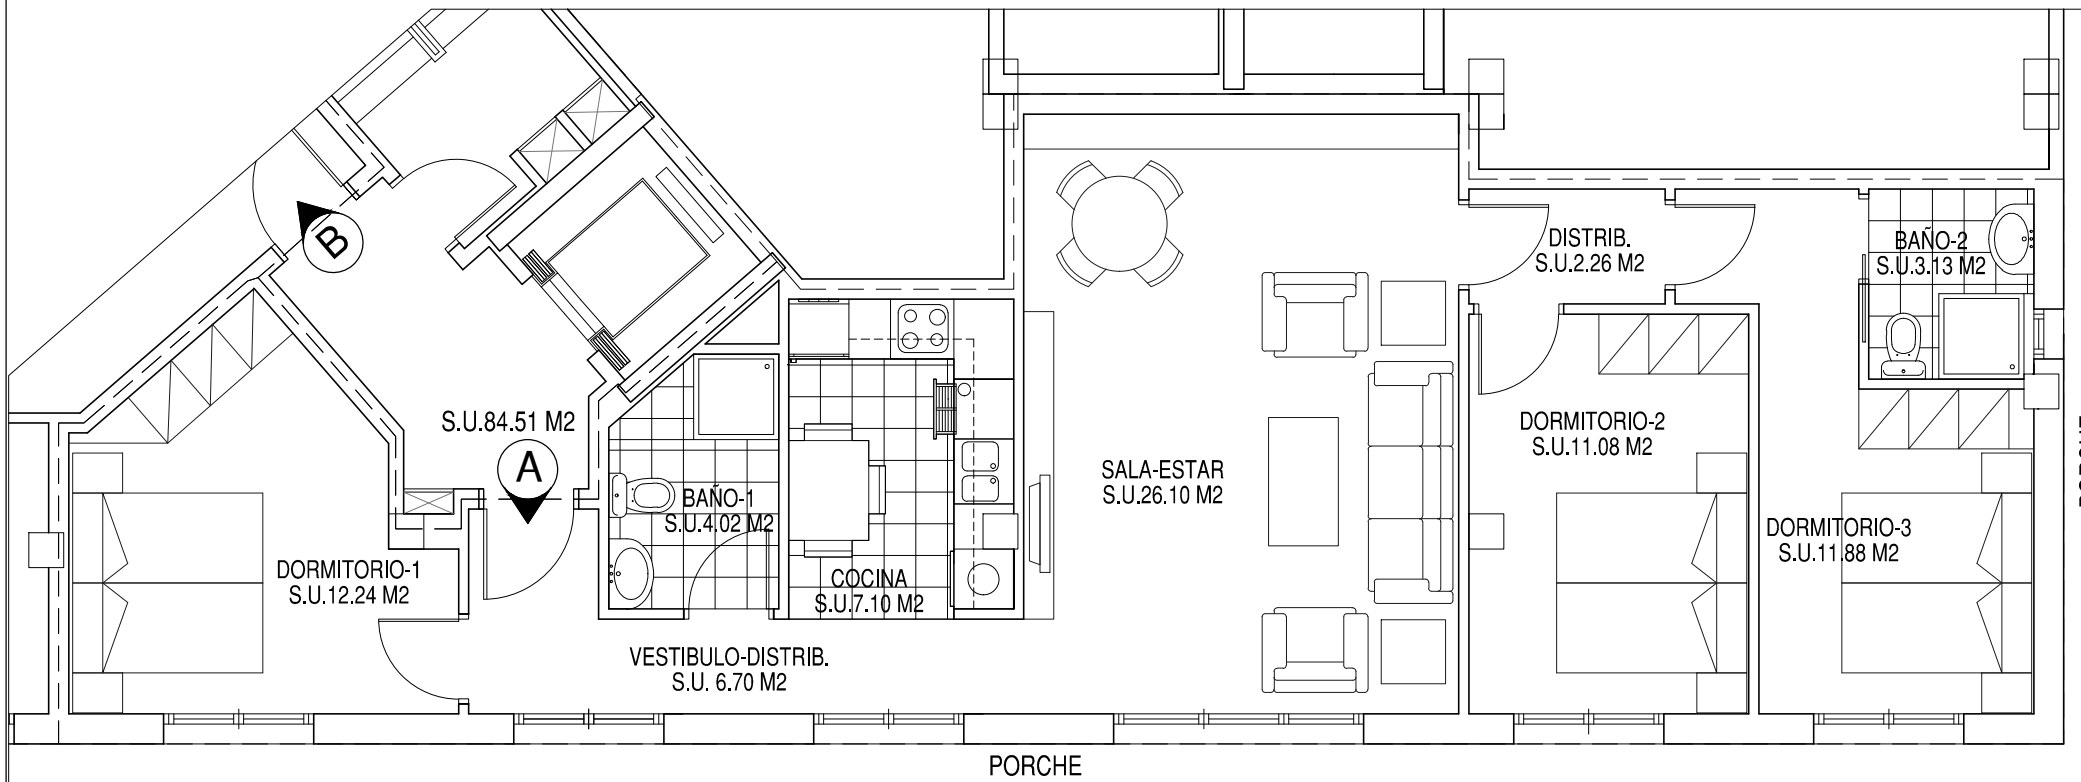 B
DISTRIB.
S.U.2.26 M2
BAÑO-2
S.U.3.13 M2
S.U.84.51 M2
A
DORMITORIO-2
S.U.11.08 M2
SALA-ESTAR
S.U.26.10 M2
BAÑO-1
S.U.4.02 M2
DORMITORIO-3
S.U.11.88 M2
DORMITORIO-1
S.U.12.24 M2
COCINA
S.U.7.10 M2
VESTIBULO-DISTRIB.
S.U. 6.70 M2
PORCHE